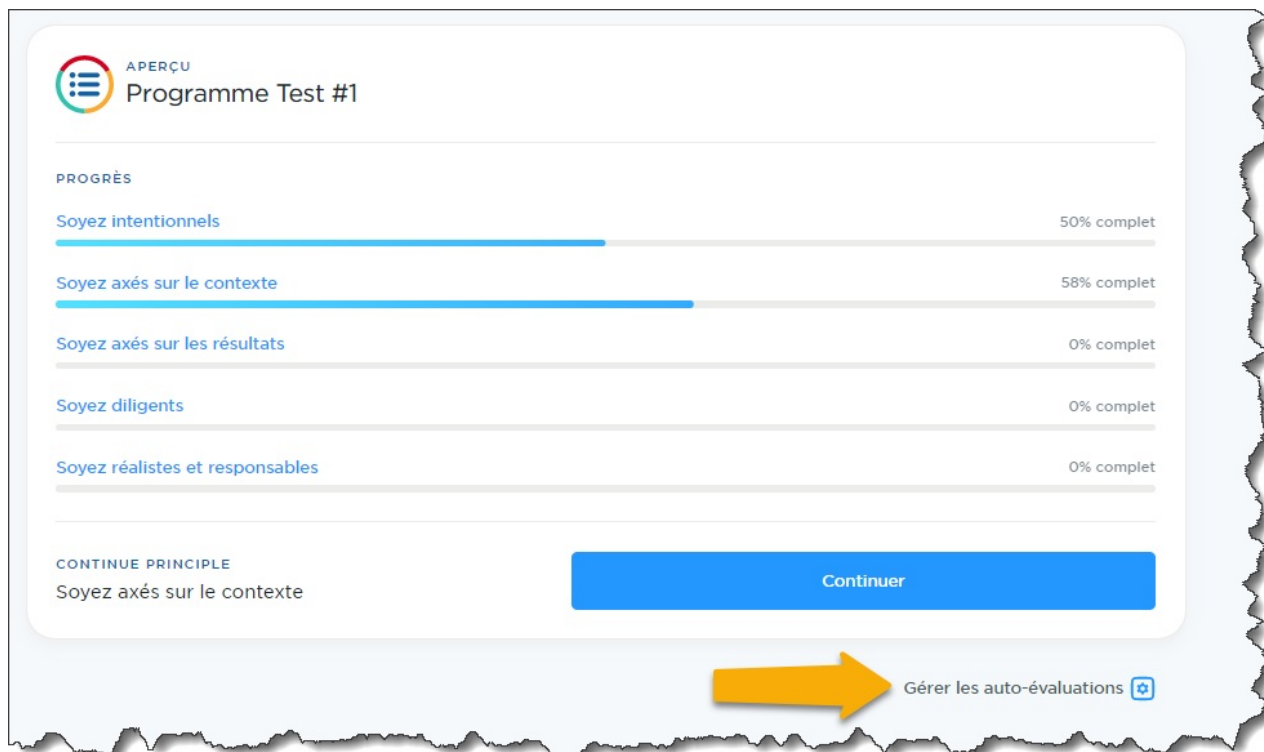 APERÇU
Programme Test #1
PROGRÈS
Soyez intentionnels 50% complet
Soyez axés sur le contexte 58% complet
Soyez axés sur les résultats 0% complet
Soyez diligents 0% complet
Soyez réalistes et responsables 0% complet
CONTINUE PRINCIPLE
Soyez axés sur le contexte
Continuer
Gérer les auto-évaluations